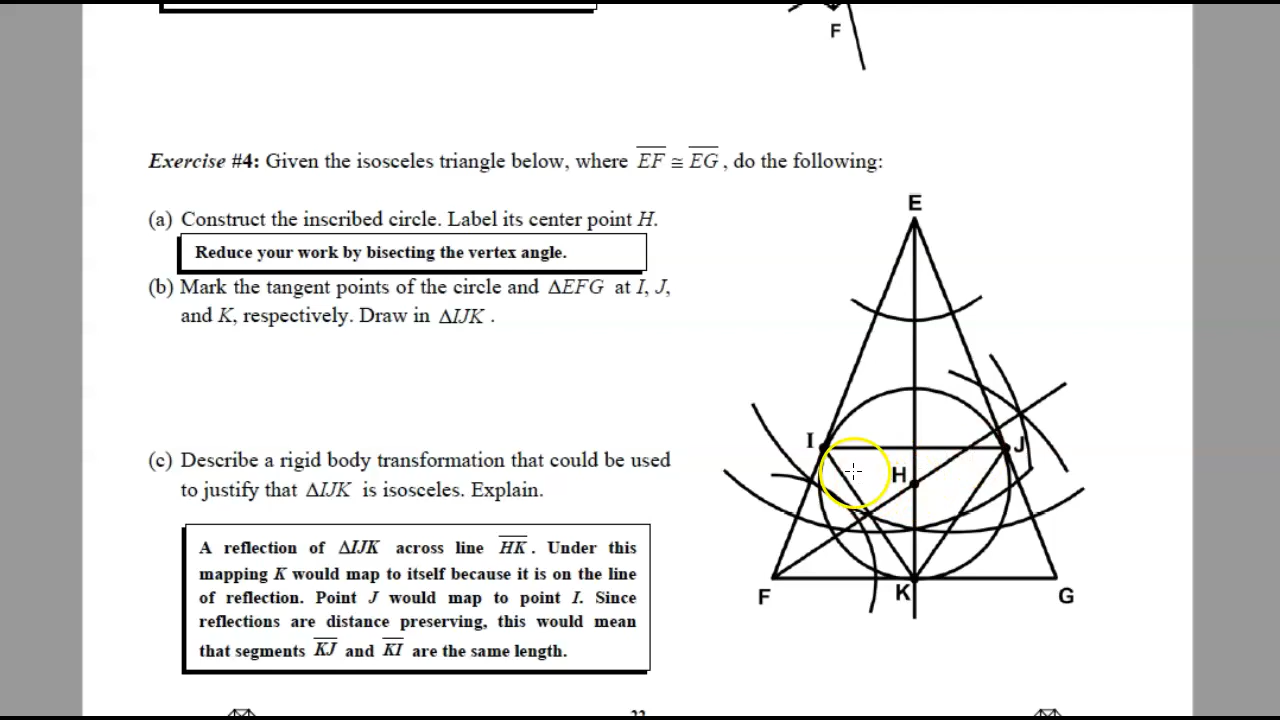 F
Exercise #4: Given the isosceles triangle below, where EF ≅ EG, do the following:
(a) Construct the inscribed circle. Label its center point H.
Reduce your work by bisecting the vertex angle.
(b) Mark the tangent points of the circle and ΔEFG at I, J,
and K, respectively. Draw in ΔIJK.
(c) Describe a rigid body transformation that could be used
to justify that ΔIJK is isosceles. Explain.
A reflection of ΔIJK across line HK. Under this
mapping K would map to itself because it is on the line
of reflection. Point J would map to point I. Since
reflections are distance preserving, this would mean
that segments KJ and KI are the same length.
E
I
J
H
F
K
G